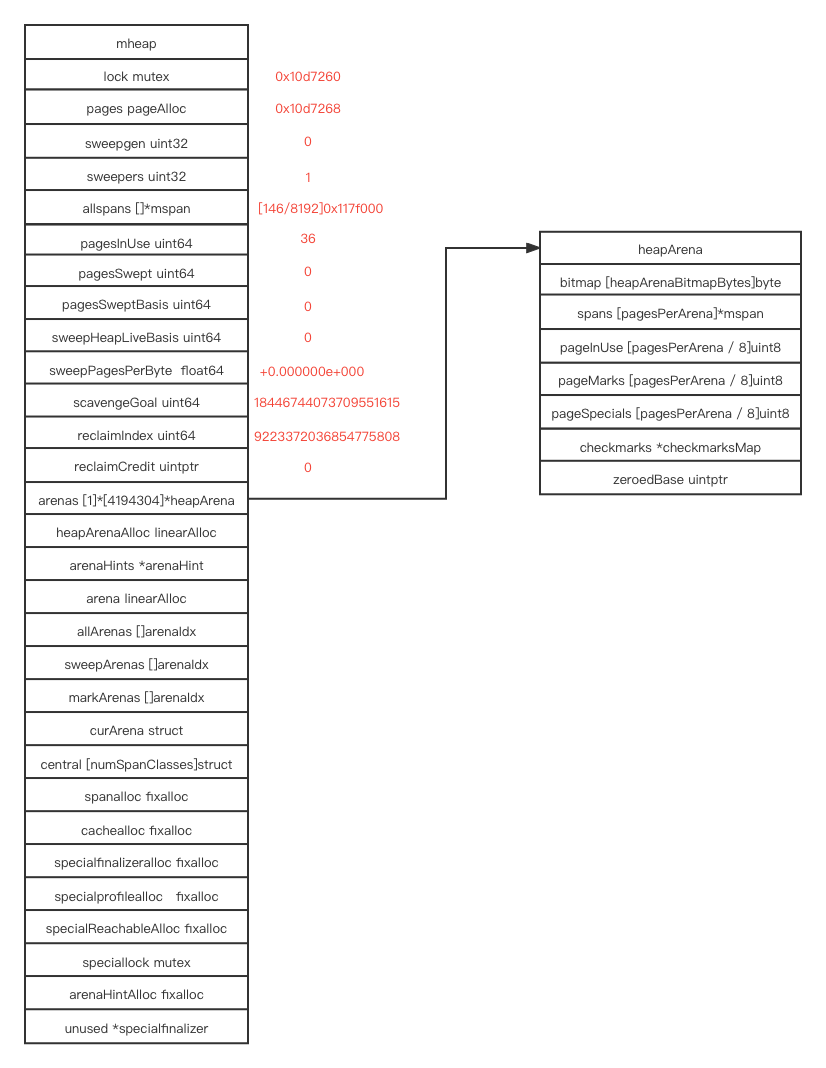 mheap
lock mutex 0x10d7260
pages pageAlloc 0x10d7268
sweepgen uint32 0
sweepers uint32 1
allspans []*mspan [146/8192]0x117f000
pagesInUse uint64 36
pagesSwept uint64 0
pagesSweptBasis uint64 0
sweepHeapLiveBasis uint64 0
sweepPagesPerByte float64 +0.000000e+000
scavengeGoal uint64 18446744073709551615
reclaimIndex uint64 9223372036854775808
reclaimCredit uintptr 0
arenas [1]*[4194304]*heapArena
heapArenaAlloc linearAlloc
arenaHints *arenaHint
arena linearAlloc
allArenas []arenaIdx
sweepArenas []arenaIdx
markArenas []arenaIdx
curArena struct
central [numSpanClasses]struct
spanalloc fixalloc
cachealloc fixalloc
specialfinalizeralloc fixalloc
specialprofilealloc fixalloc
specialReachableAlloc fixalloc
speciallock mutex
arenaHintAlloc fixalloc
unused *specialfinalizer
heapArena
bitmap [heapArenaBitmapBytes]byte
spans [pagesPerArena]*mspan
pageInUse [pagesPerArena / 8]uint8
pageMarks [pagesPerArena / 8]uint8
pageSpecials [pagesPerArena / 8]uint8
checkmarks *checkmarksMap
zeroedBase uintptr